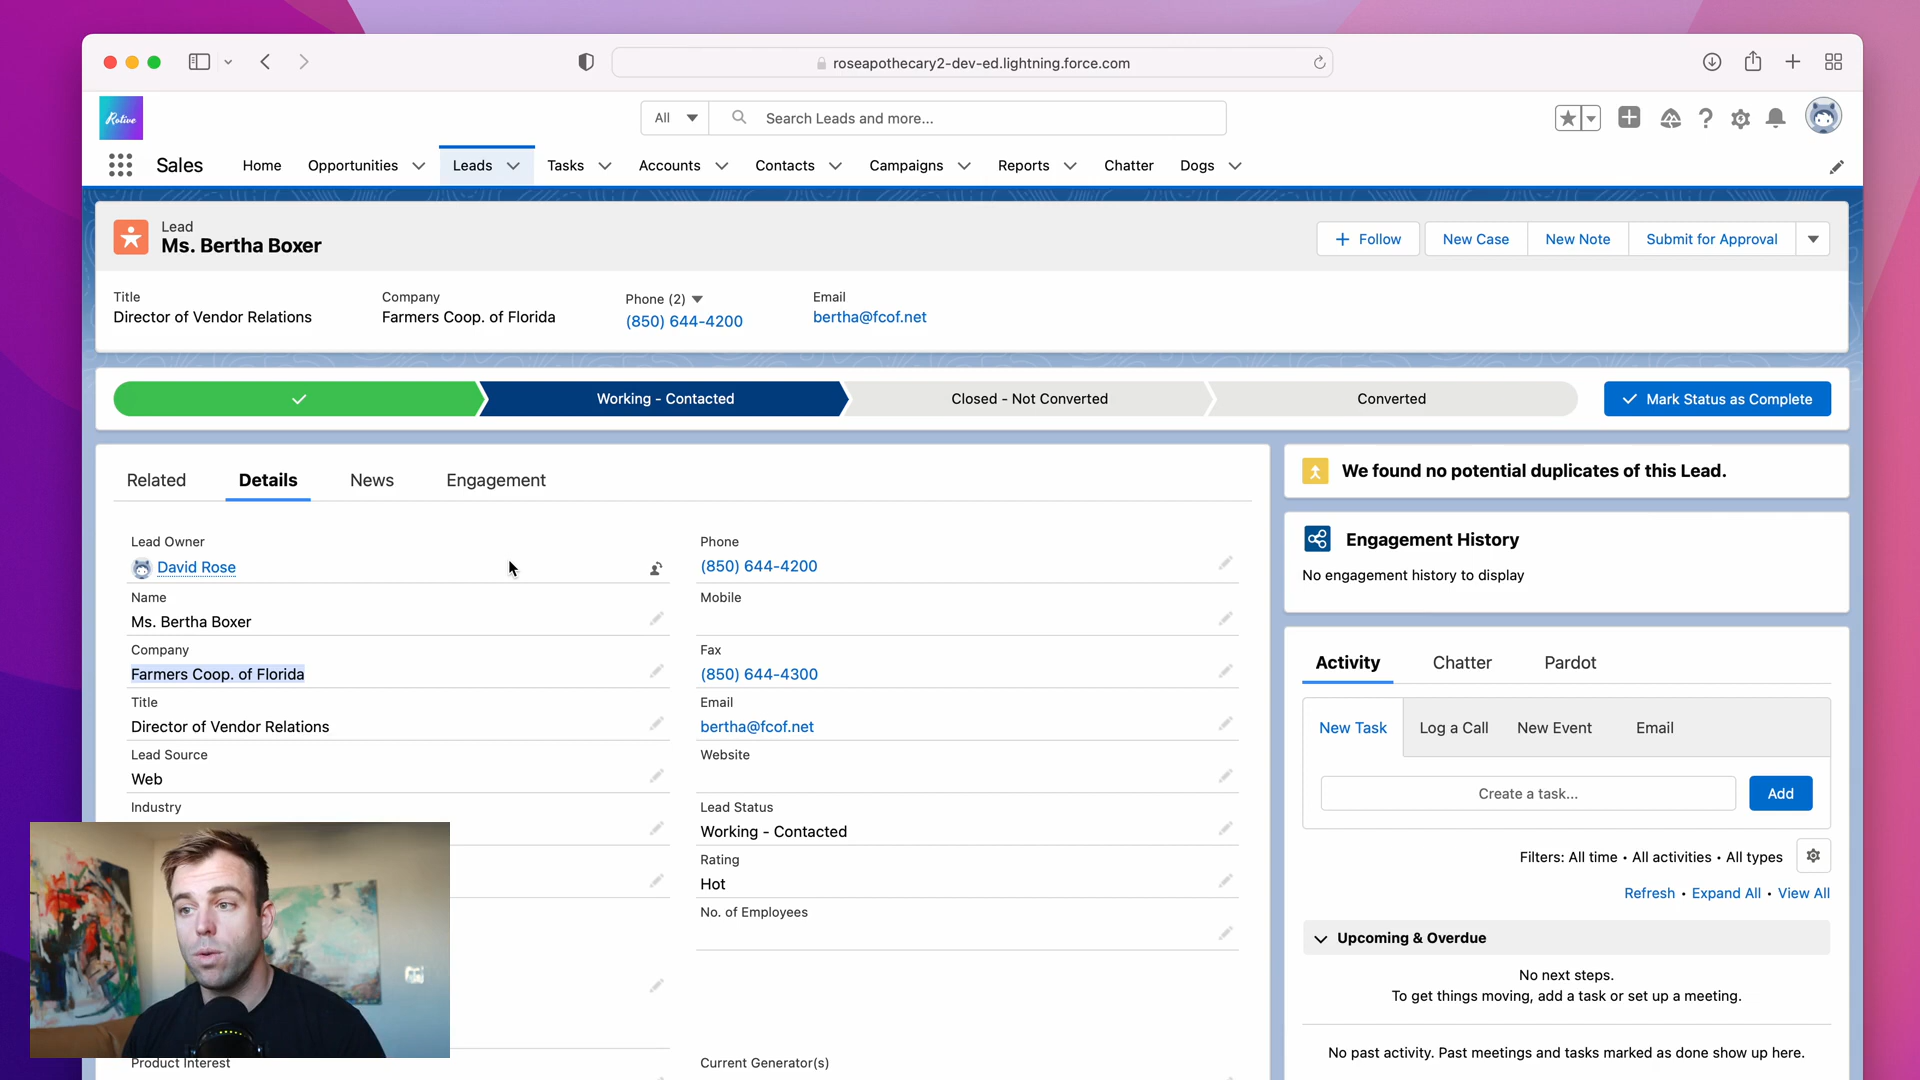 roseapothecary2-dev-ed.lightning.force.com
Rotive
All
Search Leads and more...
Sales
Home
Opportunities
Leads
Tasks
Accounts
Contacts
Campaigns
Reports
Chatter
Dogs
Lead
Ms. Bertha Boxer
Follow
New Case
New Note
Submit for Approval
Title
Director of Vendor Relations
Company
Farmers Coop. of Florida
Phone (2)
(850) 644-4200
Email
bertha@fcof.net
Working - Contacted
Closed - Not Converted
Converted
Mark Status as Complete
Related
Details
News
Engagement
Lead Owner
David Rose
Name
Ms. Bertha Boxer
Company
Farmers Coop. of Florida
Title
Director of Vendor Relations
Lead Source
Web
Industry
Product Interest
Phone
(850) 644-4200
Mobile
Fax
(850) 644-4300
Email
bertha@fcof.net
Website
Lead Status
Working - Contacted
Rating
Hot
No. of Employees
Current Generator(s)
We found no potential duplicates of this Lead.
Engagement History
No engagement history to display
Activity
Chatter
Pardot
New Task
Log a Call
New Event
Email
Create a task...
Add
Filters: All time • All activities • All types
Refresh • Expand All • View All
Upcoming & Overdue
No next steps.
To get things moving, add a task or set up a meeting.
No past activity. Past meetings and tasks marked as done show up here.